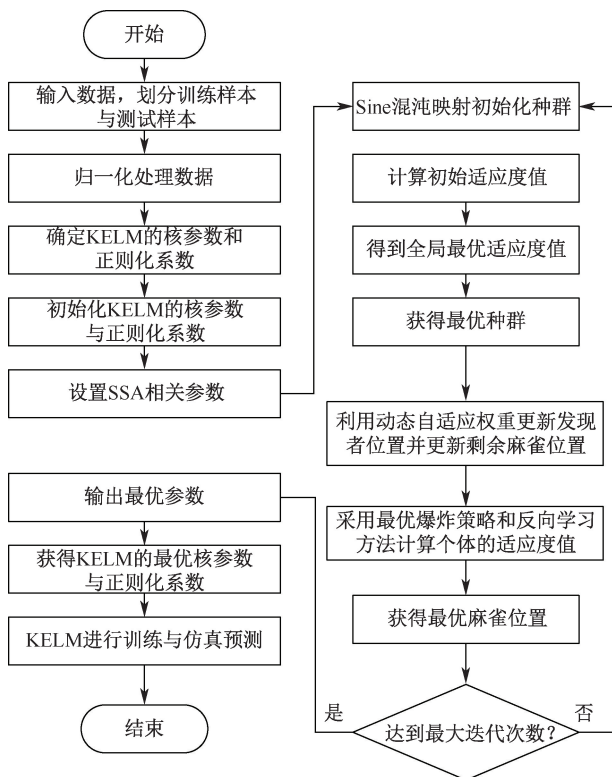 开始
输入数据，划分训练样本
与测试样本
归一化处理数据
确定KELM的核参数和
正则化系数
初始化KELM的核参数
与正则化系数
设置SSA相关参数
Sine混沌映射初始化种群
计算初始适应度值
得到全局最优适应度值
获得最优种群
利用动态自适应权重更新发现
者位置并更新剩余麻雀位置
采用最优爆炸策略和反向学习
方法计算个体的适应度值
获得最优麻雀位置
达到最大迭代次数?
是
否
输出最优参数
获得KELM的最优核参数
与正则化系数
KELM进行训练与仿真预测
结束